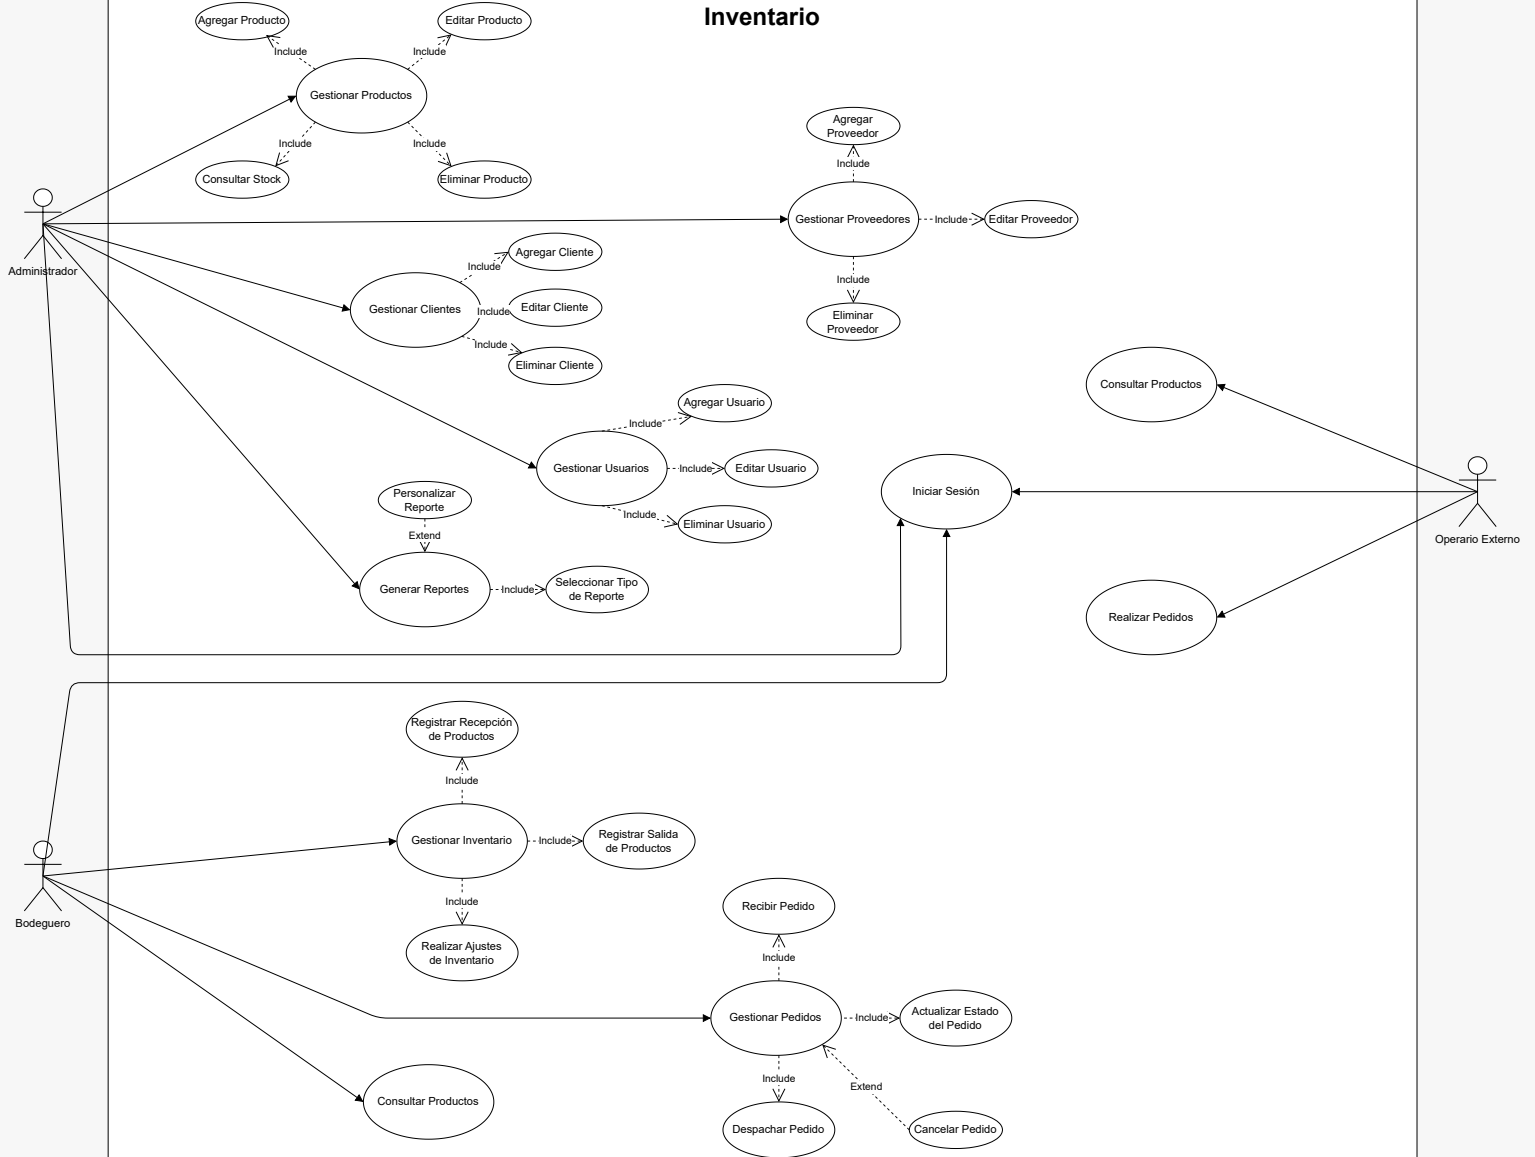 Inventario
Agregar Producto
Editar Producto
Include
Include
Gestionar Productos
Include
Include
Consultar Stock
Eliminar Producto
Agregar
Proveedor
Include
Gestionar Proveedores
Include
Editar Proveedor
Include
Eliminar
Proveedor
Administrador
Agregar Cliente
Include
Gestionar Clientes
Include
Editar Cliente
Include
Eliminar Cliente
Consultar Productos
Agregar Usuario
Include
Gestionar Usuarios
Include
Editar Usuario
Include
Eliminar Usuario
Iniciar Sesión
Operario Externo
Personalizar
Reporte
Extend
Generar Reportes
Include
Seleccionar Tipo
de Reporte
Realizar Pedidos
Registrar Recepción
de Productos
Include
Gestionar Inventario
Include
Registrar Salida
de Productos
Include
Realizar Ajustes
de Inventario
Bodeguero
Recibir Pedido
Include
Gestionar Pedidos
Include
Actualizar Estado
del Pedido
Include
Extend
Despachar Pedido
Cancelar Pedido
Consultar Productos